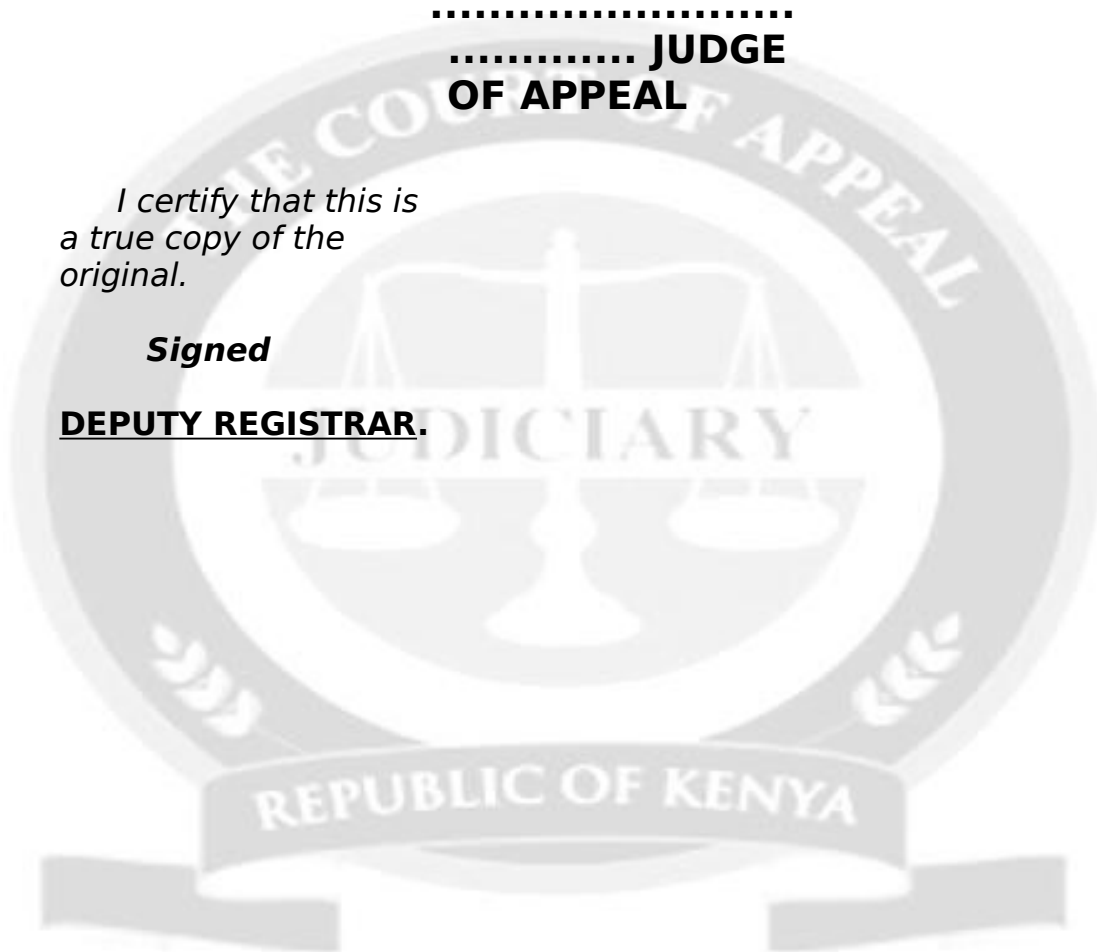 .........................
............. JUDGE
OF APPEAL
THE COURT OF APPEAL
I certify that this is
a true copy of the
original.
Signed
DEPUTY REGISTRAR.
JUDICIARY
REPUBLIC OF KENYA